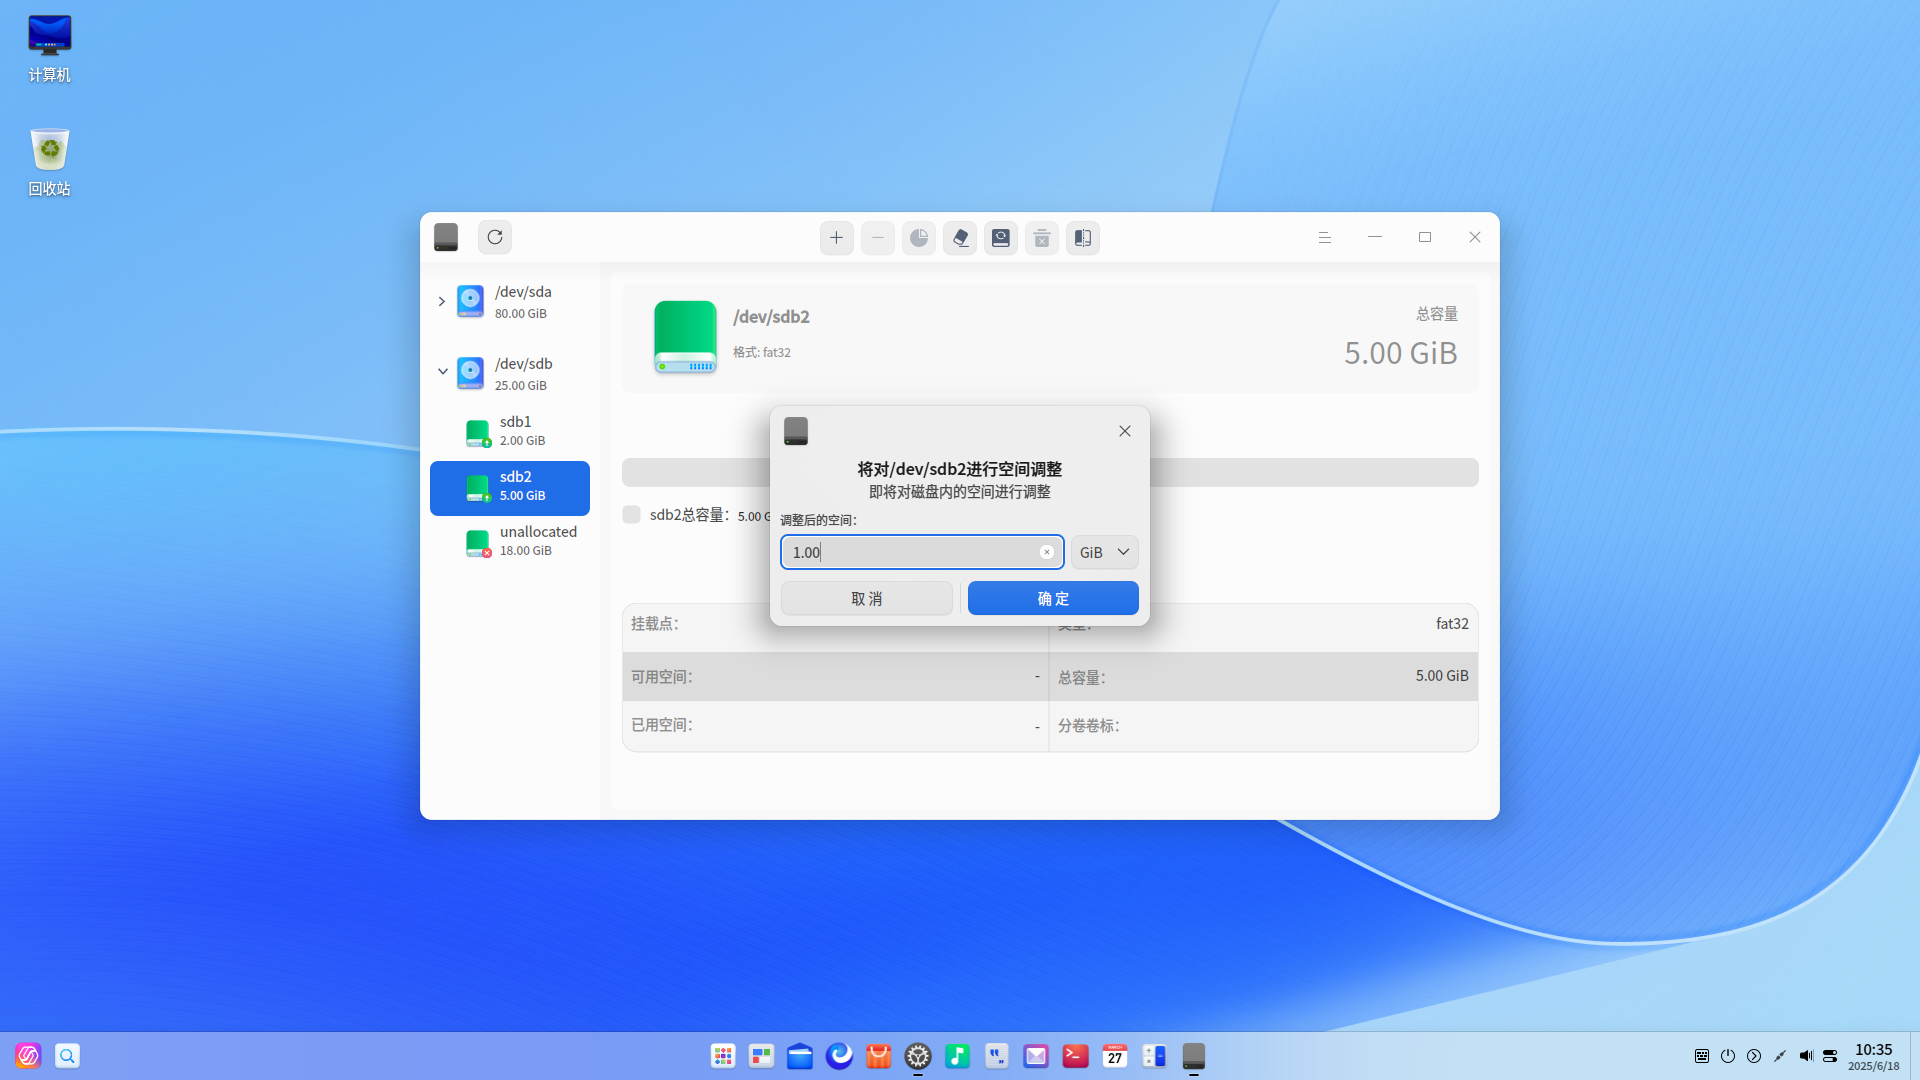 计算机
回收站
/dev/sda
80.00 GiB
/dev/sdb
25.00 GiB
sdb1
2.00 GiB
sdb2
5.00 GiB
unallocated
18.00 GiB
/dev/sdb2
格式: fat32
总容量
5.00 GiB
sdb2总容量：5.00 G
将对/dev/sdb2进行空间调整
即将对磁盘内的空间进行调整
调整后的空间：
1.00
GiB
取 消
确 定
挂载点：
类型：
fat32
可用空间：
-
总容量：
5.00 GiB
已用空间：
-
分卷卷标：
MARCH
27
10:35
2025/6/18